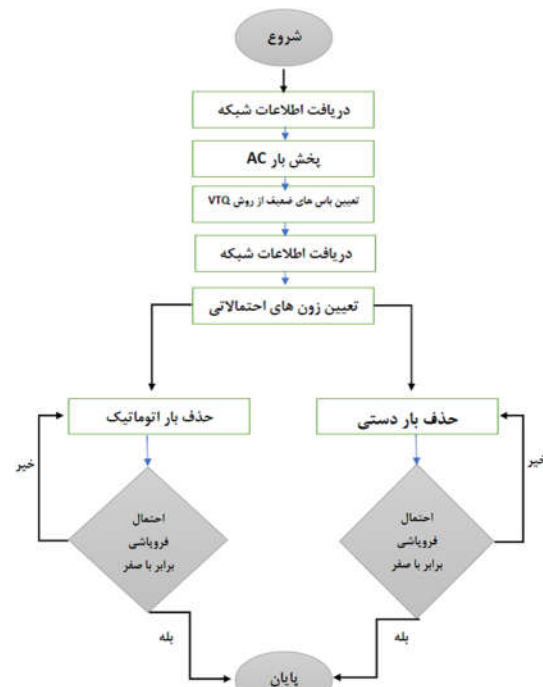 شروع
دریافت اطلاعات شبکه
پخش بار AC
تعیین باس های ضعیف از روش VTQ
دریافت اطلاعات شبکه
تعیین زون های احتمالاتی
حذف بار دستی
حذف بار اتوماتیک
خیر
خیر
احتمال
فروپاشی
برابر با صفر
احتمال
فروپاشی
برابر با صفر
بله
بله
پایان